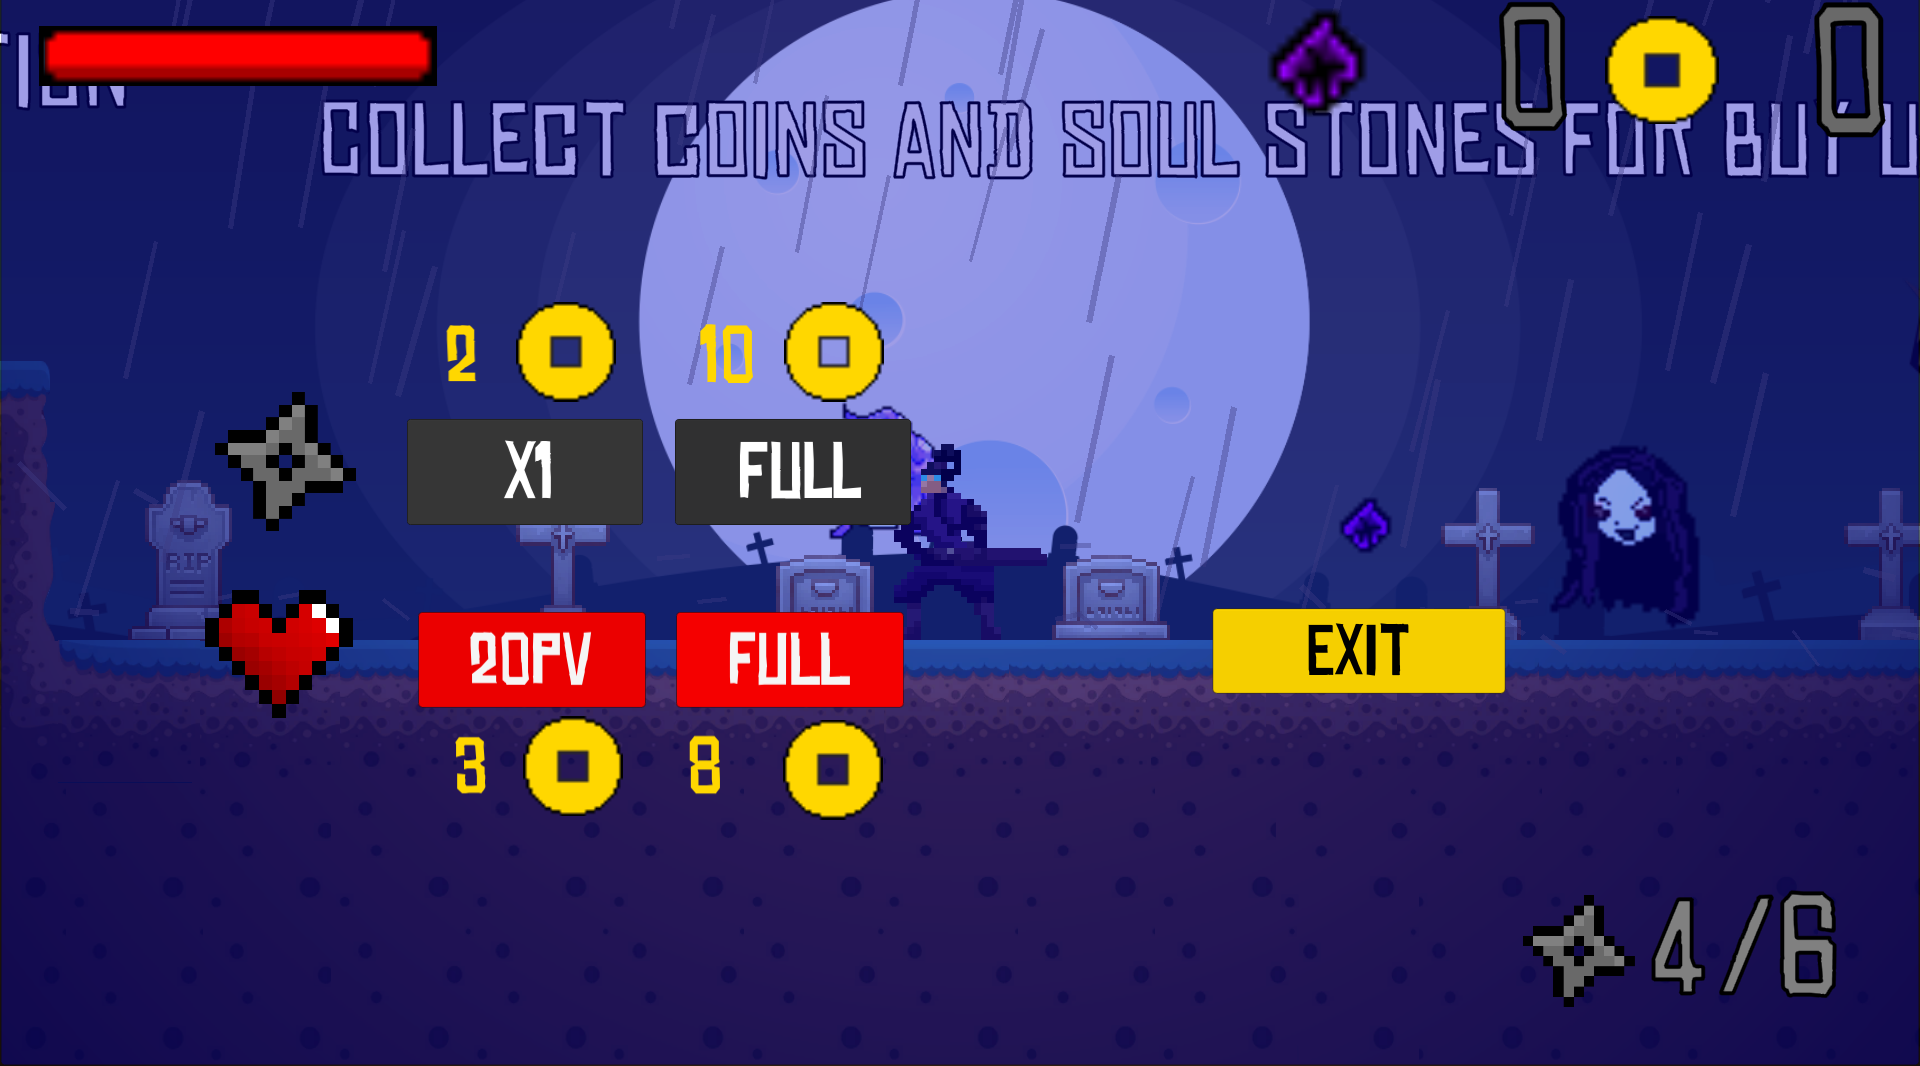 0 0
COLLECT COINS AND SOUL STONES FOR BUY
2 10
X1 FULL
RIP
20PV FULL
EXIT
3 8
4/6